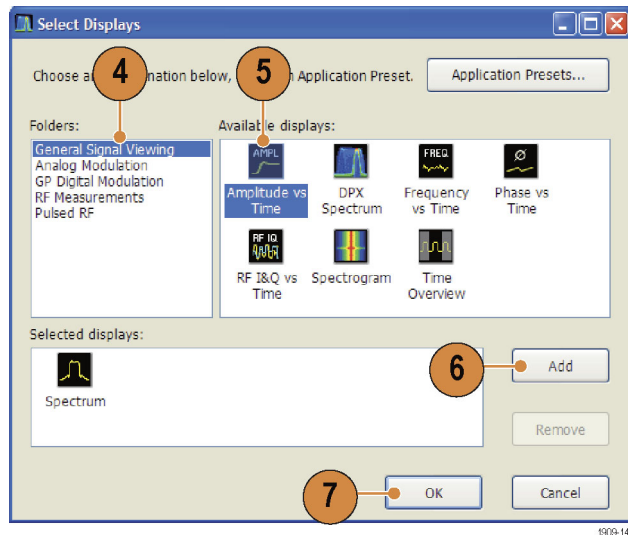 Select Displays
4
5
Choose a nation below, Application Preset.
Application Presets...
Folders:
Available displays:
General Signal Viewing
Analog Modulation
GP Digital Modulation
RF Measurements
Pulsed RF
AMPL
FREQ
Ø
Amplitude vs Time
DPX Spectrum
Frequency vs Time
Phase vs Time
RF IQ
RF I&Q vs Time
Spectrogram
Time Overview
Selected displays:
Spectrum
6
Add
Remove
7
OK
Cancel
1909-14